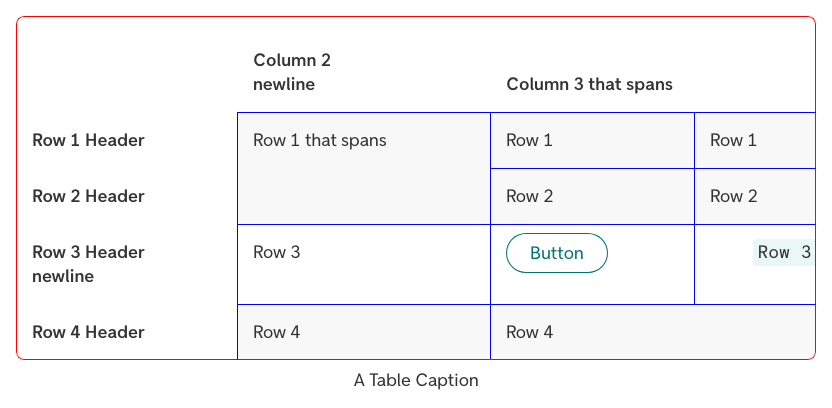 Column 2
newline
Column 3 that spans
Row 1 Header
Row 1 that spans
Row 1
Row 1
Row 2 Header
Row 2
Row 2
Row 3 Header
newline
Row 3
Button
Row 3
Row 4 Header
Row 4
Row 4
A Table Caption